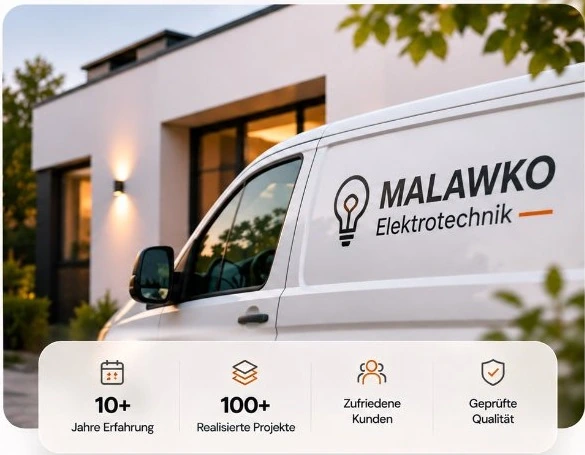 MALAWKO
Elektrotechnik
10+
Jahre Erfahrung
100+
Realisierte Projekte
Zufriedene
Kunden
Geprüfte
Qualität